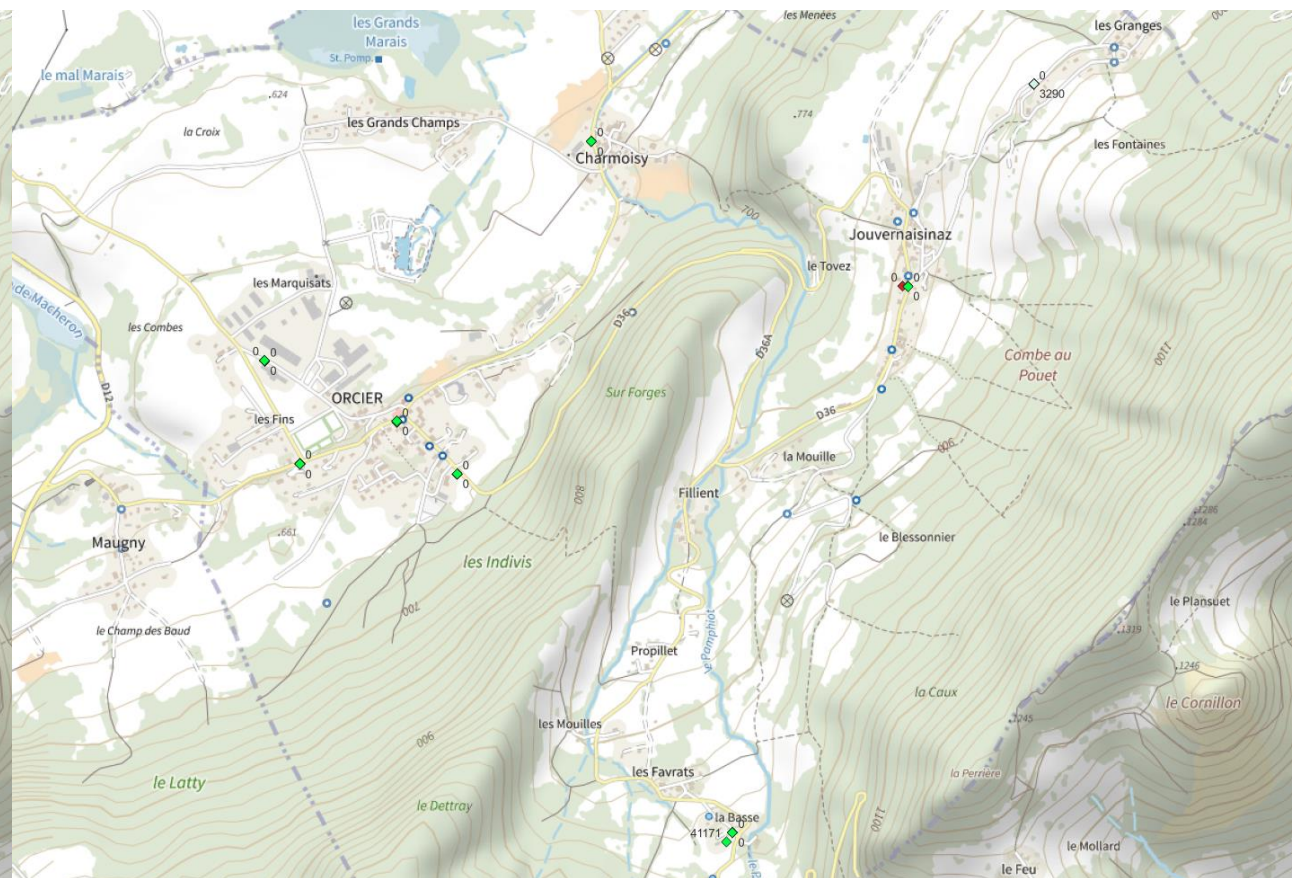 les Grands
Marais
St. Pomp.
les Menées
les Granges
le mal Marais
.624
la Croix
les Grands Champs
0
0
Charmoisy
.774
0
3290
les Fontaines
700
Jouvernaisinaz
le Tovez
0
0
0
les Marquisats
de-Macheron
les Combes
D36
D36A
Combe au
Pouet
1100
0
0
0
D12
ORCIER
Sur Forges
les Fins
0
0
D36
900
0
0
la Mouille
0
0
800
Fillient
.1286
.1284
.661
Maugny
les Indivis
le Blessonnier
700
le Plansuet
le Champ des Baud
.1319
Propillet
le Pamphiot
.1246
la Caux
le Cornillon
les Mouilles
.1245
900
le Latty
les Favrats
la Perrière
le Dettray
la Basse
0
41171
0
1100
le Mollard
le Feu